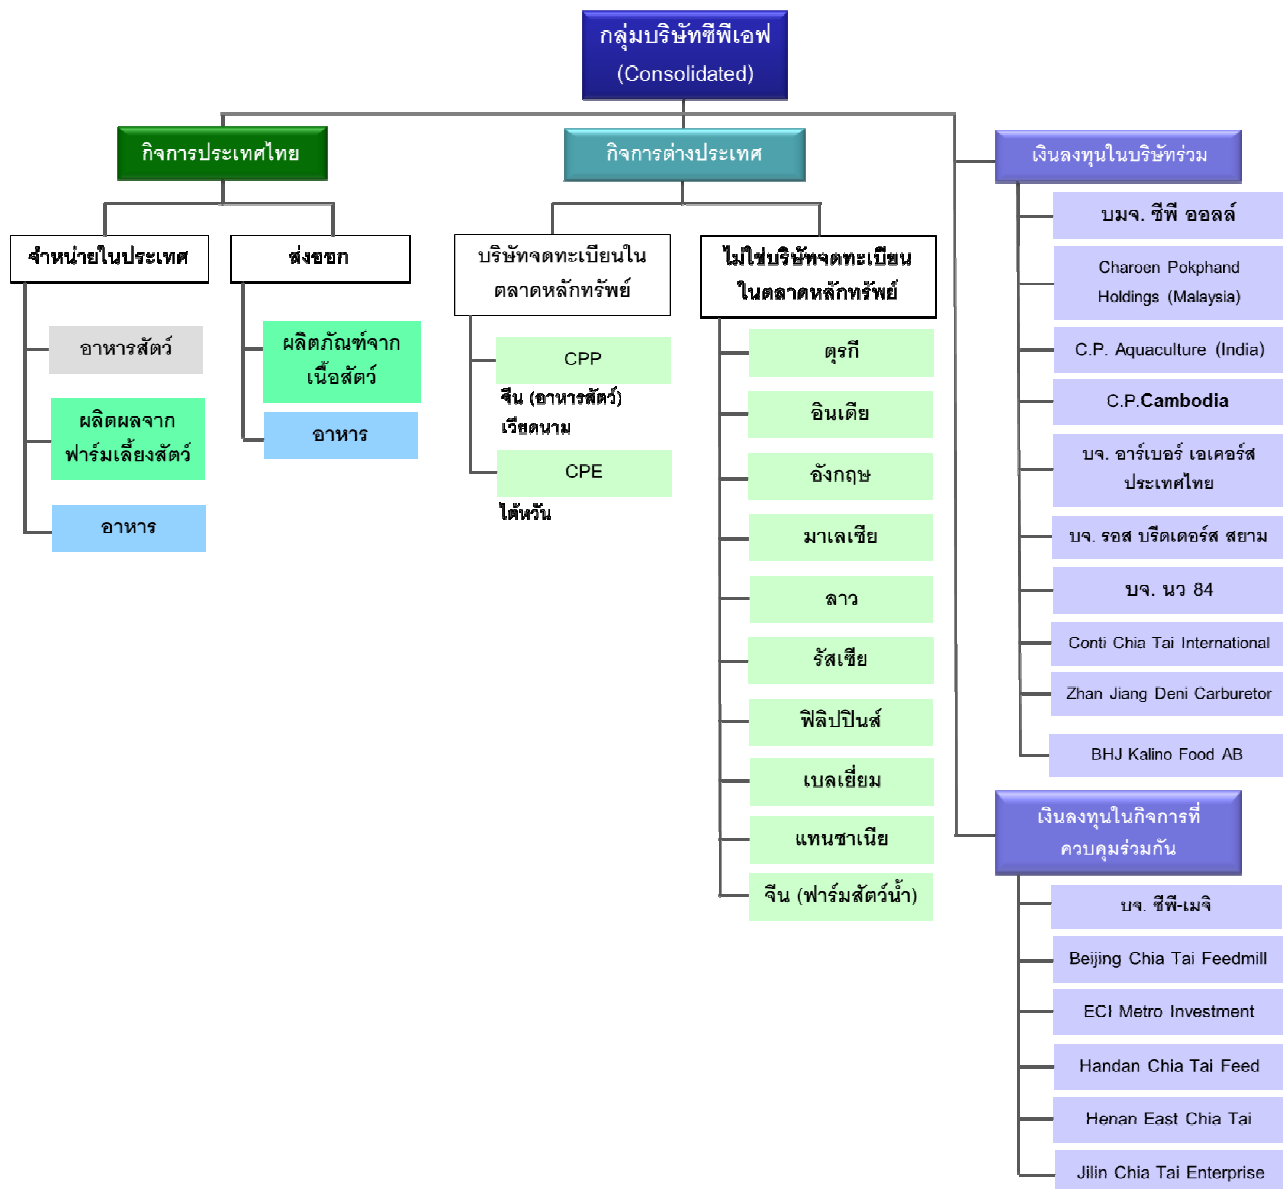 กลุ่มบริษัทซีพีเอฟ
(Consolidated)
กิจการประเทศไทย
กิจการต่างประเทศ
เงินลงทุนในบริษัทร่วม
จำหน่ายในประเทศ
อาหารสัตว์
ผลิตผลจาก
ฟาร์มเลี้ยงสัตว์
อาหาร
ส่งออก
ผลิตภัณฑ์จาก
เนื้อสัตว์
อาหาร
บริษัทจดทะเบียนใน
ตลาดหลักทรัพย์
CPP
จีน (อาหารสัตว์)
เวียดนาม
CPE
ไต้หวัน
ไม่ใช่บริษัทจดทะเบียน
ในตลาดหลักทรัพย์
ตุรกี
อินเดีย
อังกฤษ
มาเลเซีย
ลาว
รัสเซีย
ฟิลิปปินส์
เบลเยี่ยม
แทนซาเนีย
จีน (ฟาร์มสัตว์น้ำ)
บมจ. ซีพี ออลล์
Charoen Pokphand
Holdings (Malaysia)
C.P. Aquaculture (India)
C.P.Cambodia
บจ. อาร์เบอร์ เอเคอร์ส
ประเทศไทย
บจ. รอส บรีดเดอร์ส สยาม
บจ. นว 84
Conti Chia Tai International
Zhan Jiang Deni Carburetor
BHJ Kalino Food AB
เงินลงทุนในกิจการที่
ควบคุมร่วมกัน
บจ. ซีพี-เมจิ
Beijing Chia Tai Feedmill
ECI Metro Investment
Handan Chia Tai Feed
Henan East Chia Tai
Jilin Chia Tai Enterprise